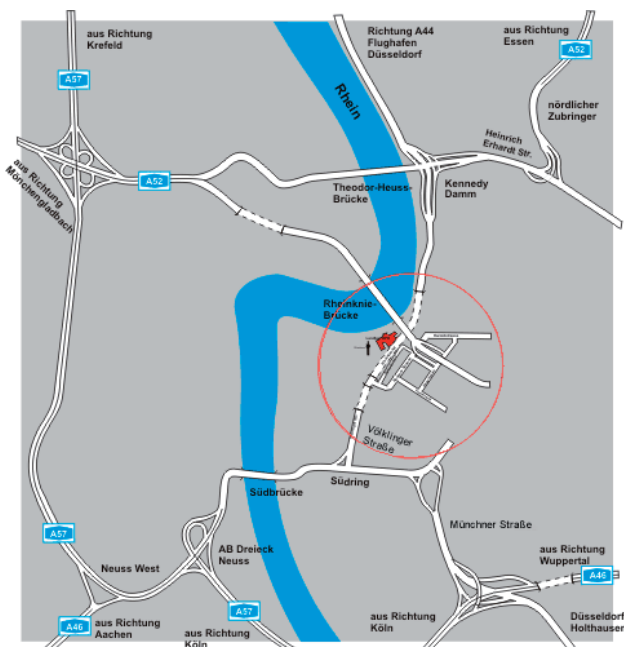 aus Richtung
Krefeld
A57
Richtung A44
Flughafen
Düsseldorf
aus Richtung
Essen
A52
Rhein
nördlicher
Zubringer
Heinrich
Erhardt Str.
aus Richtung
Mönchengladbach
A52
Theodor-Heuss-
Brücke
Kennedy
Damm
Rheinknie-
Brücke
Völklinger
Straße
Südring
Südbrücke
Münchner Straße
A57
AB Dreieck
Neuss
Neuss West
aus Richtung
Wuppertal
A46
A46
aus Richtung
Aachen
A57
aus Richtung
Köln
aus Richtung
Köln
Düsseldorf
Holthausen